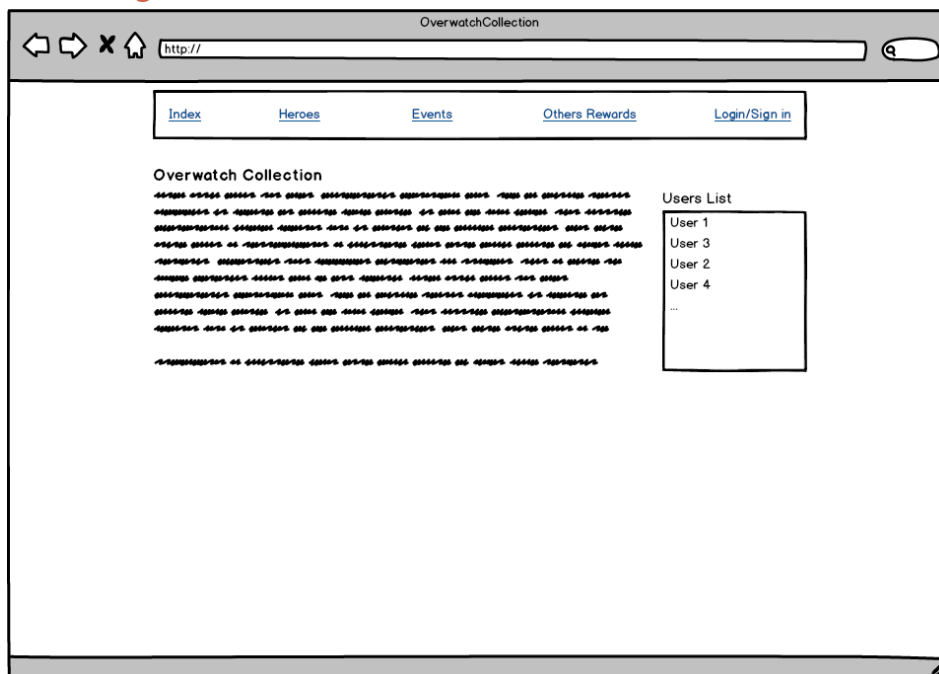 OverwatchCollection
http://
Index Heroes Events Others Rewards Login/Sign in
Overwatch Collection
Users List
User 1
User 3
User 2
User 4
...